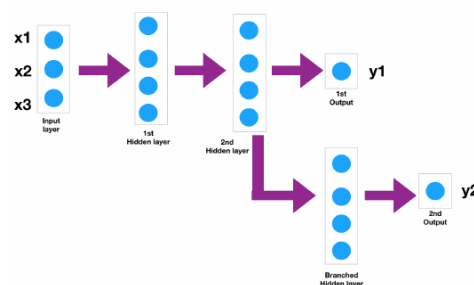 x1
x2
x3
Input
layer
1st
Hidden layer
2nd
Hidden layer
1st
Output
y1
Branched
Hidden layer
2nd
Output
y2